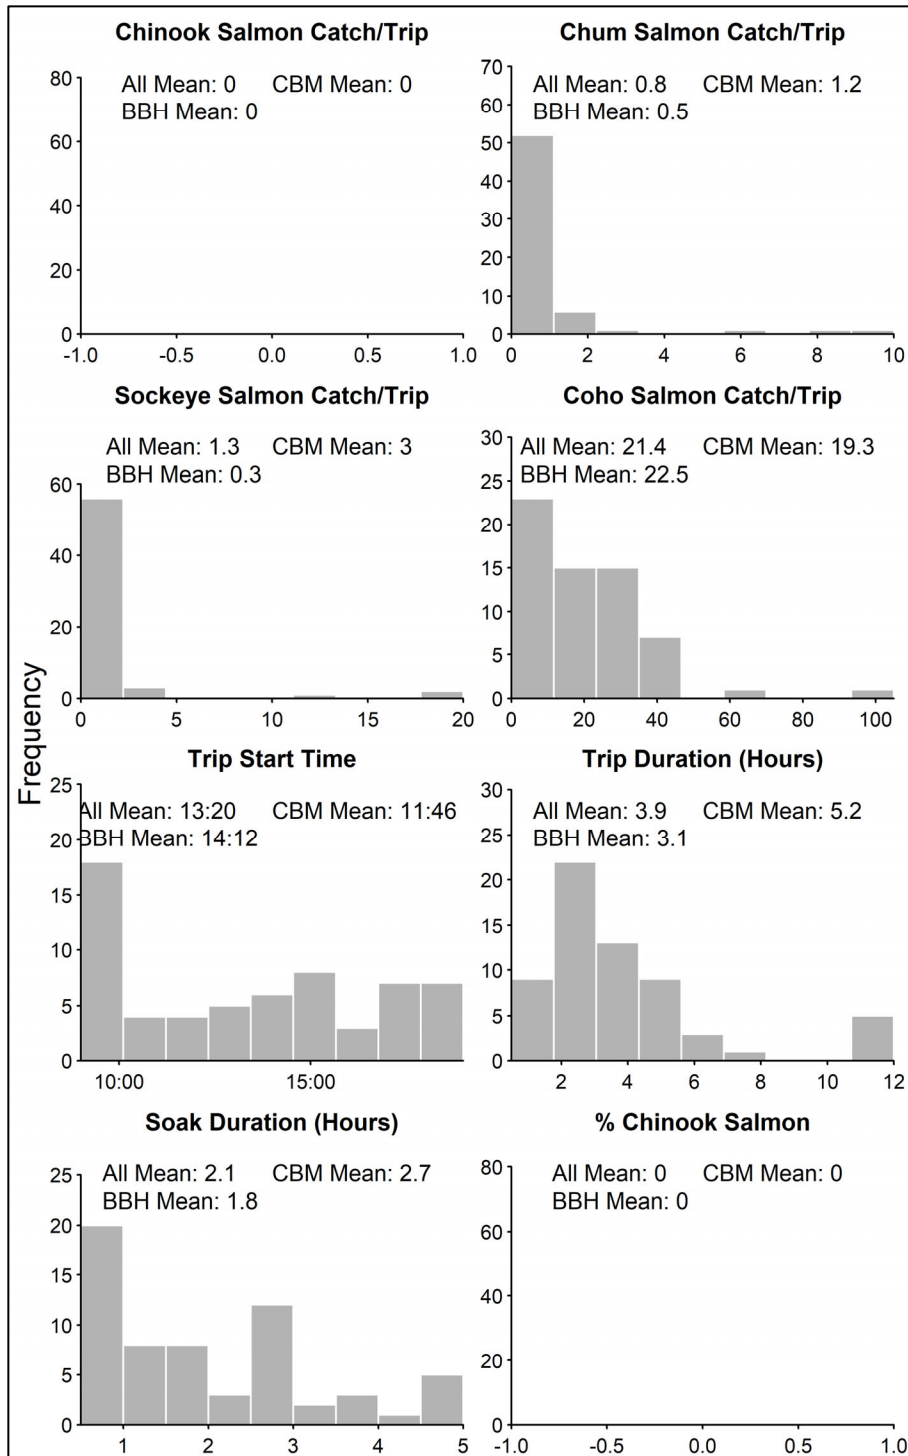 Chinook Salmon Catch/Trip
All Mean: 0 CBM Mean: 0
BBH Mean: 0
80
60
40
20
0
-1.0 -0.5 0.0 0.5 1.0
Chum Salmon Catch/Trip
All Mean: 0.8 CBM Mean: 1.2
BBH Mean: 0.5
70
60
50
40
30
20
10
0
0 2 4 6 8 10
Sockeye Salmon Catch/Trip
All Mean: 1.3 CBM Mean: 3
BBH Mean: 0.3
60
40
20
0
0 5 10 15 20
Coho Salmon Catch/Trip
All Mean: 21.4 CBM Mean: 19.3
BBH Mean: 22.5
30
25
20
15
10
5
0
0 20 40 60 80 100
Frequency
Trip Start Time
All Mean: 13:20 CBM Mean: 11:46
BBH Mean: 14:12
25
20
15
10
5
0
10:00 15:00
Trip Duration (Hours)
All Mean: 3.9 CBM Mean: 5.2
BBH Mean: 3.1
30
25
20
15
10
5
0
2 4 6 8 10 12
Soak Duration (Hours)
All Mean: 2.1 CBM Mean: 2.7
BBH Mean: 1.8
25
20
15
10
5
0
1 2 3 4 5
% Chinook Salmon
All Mean: 0 CBM Mean: 0
BBH Mean: 0
80
60
40
20
0
-1.0 -0.5 0.0 0.5 1.0